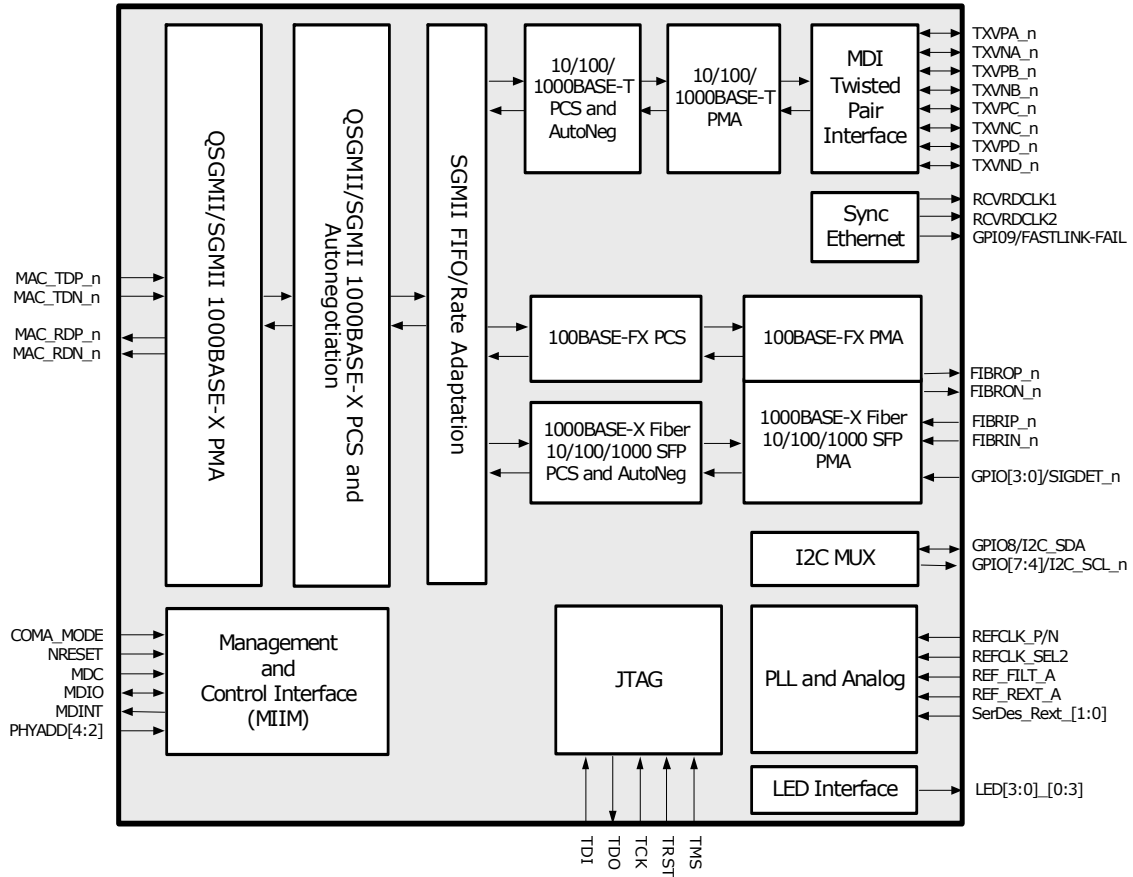 MAC_TDP_n
MAC_TDN_n
MAC_RDP_n
MAC_RDN_n
COMA_MODE
NRESET
MDC
MDIO
MDINT
PHYADD[4:2]
QSGMII/SGMII 1000BASE-X PMA
QSGMII/SGMII 1000BASE-X PCS and
Autonegotiation
SGMII FIFO/Rate Adaptation
10/100/
1000BASE-T
PCS and
AutoNeg
10/100/
1000BASE-T
PMA
MDI
Twisted
Pair
Interface
TXVPA_n
TXVNA_n
TXVPB_n
TXVNB_n
TXVPC_n
TXVNC_n
TXVPD_n
TXVND_n
Sync
Ethernet
RCVRDCLK1
RCVRDCLK2
GPI09/FASTLINK-FAIL
100BASE-FX PCS
100BASE-FX PMA
1000BASE-X Fiber
10/100/1000 SFP
PCS and AutoNeg
1000BASE-X Fiber
10/100/1000 SFP
PMA
FIBROP_n
FIBRON_n
FIBRIP_n
FIBRIN_n
GPIO[3:0]/SIGDET_n
I2C MUX
GPIO8/I2C_SDA
GPIO[7:4]/I2C_SCL_n
Management
and
Control Interface
(MIIM)
JTAG
PLL and Analog
REFCLK_P/N
REFCLK_SEL2
REF_FILT_A
REF_REXT_A
SerDes_Rext_[1:0]
LED Interface
LED[3:0]_[0:3]
TDI
TDO
TCK
TRST
TMS